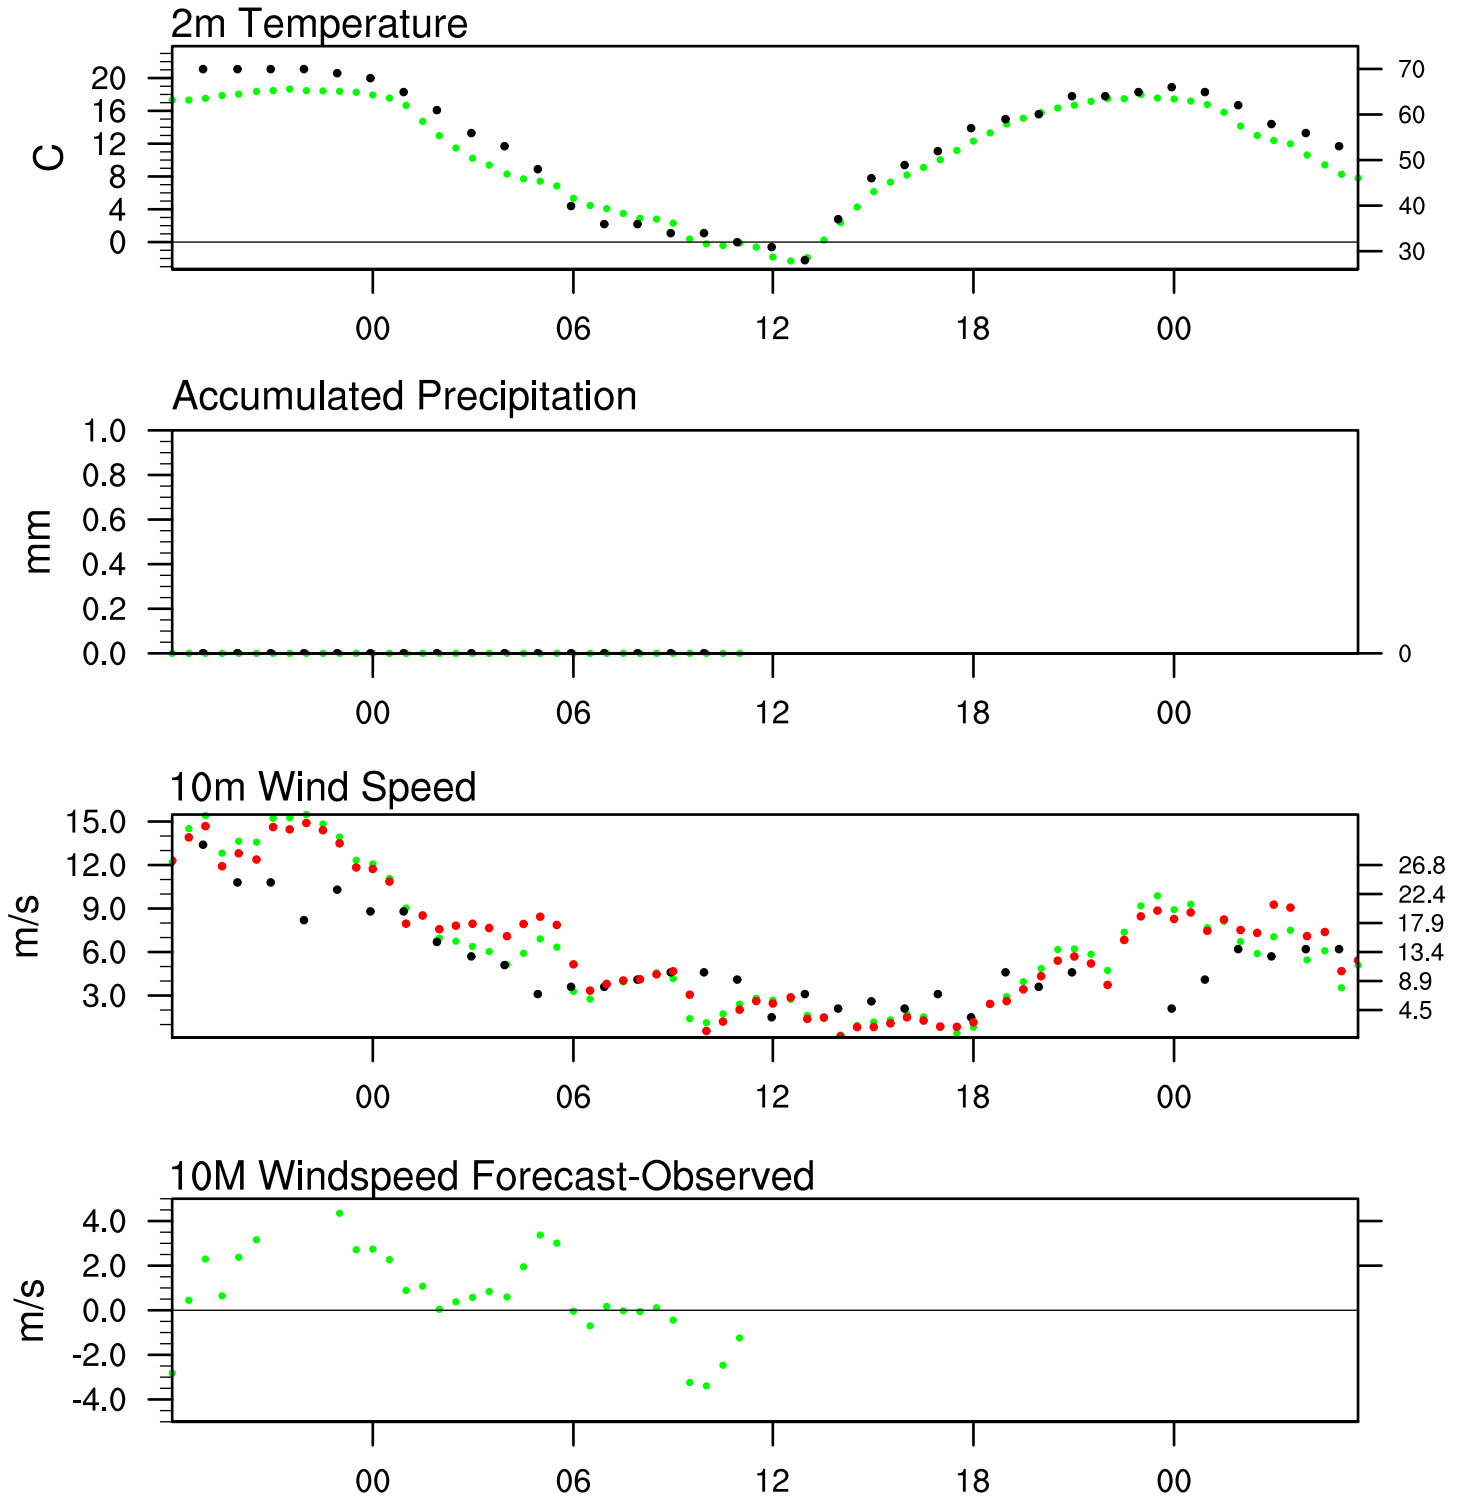 2m Temperature
C
20
16
12
8
4
0
70
60
50
40
30
00 06 12 18 00
Accumulated Precipitation
mm
1.0
0.8
0.6
0.4
0.2
0.0
0
00 06 12 18 00
10m Wind Speed
m/s
15.0
12.0
9.0
6.0
3.0
26.8
22.4
17.9
13.4
8.9
4.5
00 06 12 18 00
10M Windspeed Forecast-Observed
m/s
4.0
2.0
0.0
-2.0
-4.0
00 06 12 18 00